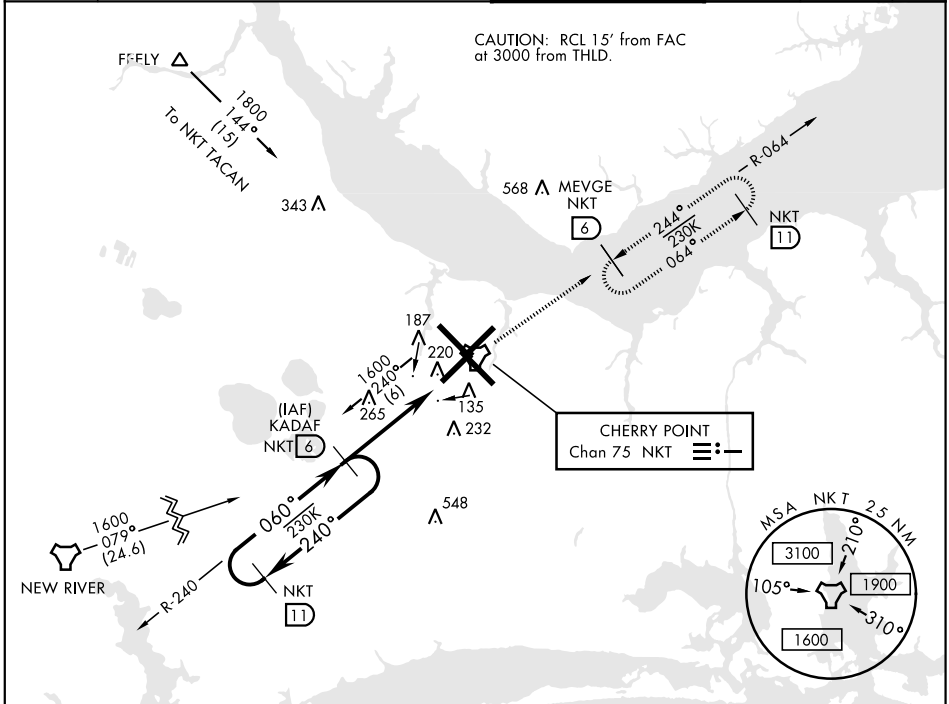 CAUTION: RCL 15' from FAC
at 3000 from THLD.
FEELY
1800
144°
(15)
To NKT TACAN
343
568
MEVGE
NKT
6
R-064
244°
230K
064°
NKT
11
187
220
1600
240°
(6)
265
135
232
(IAF)
KADAF
NKT 6
CHERRY POINT
Chan 75 NKT
548
060°
230K
240°
1600
079°
(24.6)
NEW RIVER
R-240
NKT
11
MSA NKT 25 NM
3100
210°
105°
1900
310°
1600